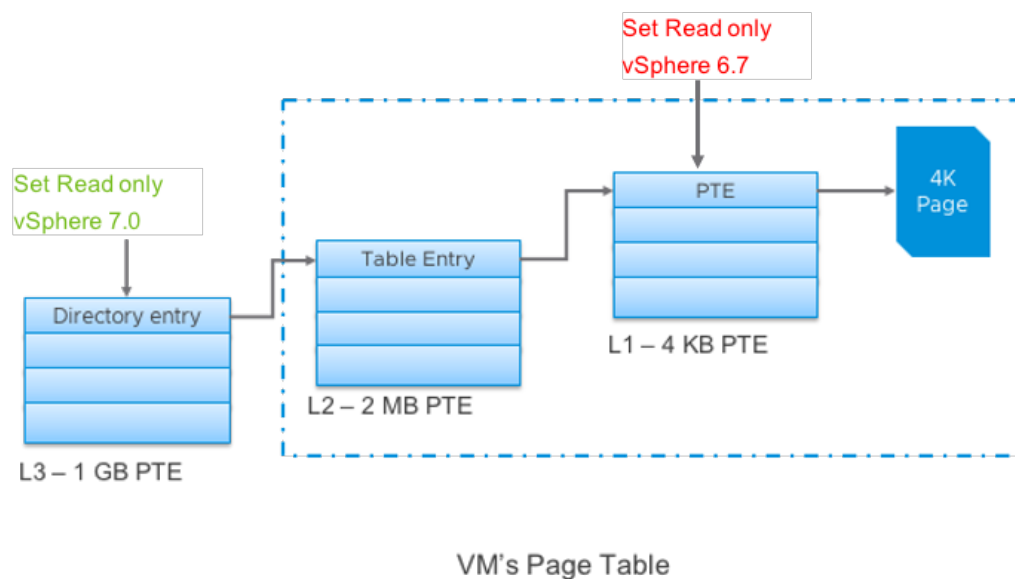 Set Read only
vSphere 6.7
Set Read only
vSphere 7.0
PTE
4K
Page
Table Entry
Directory entry
L1 – 4 KB PTE
L2 – 2 MB PTE
L3 – 1 GB PTE
VM's Page Table